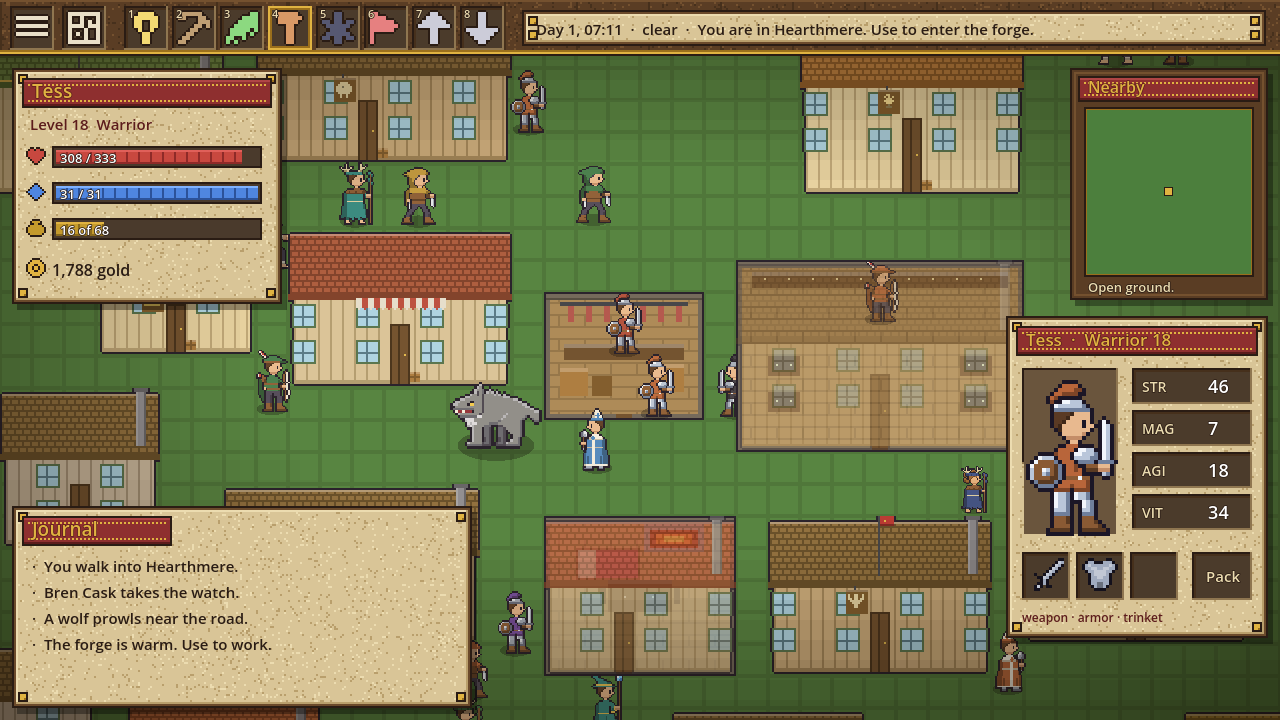 1 2 3 4 5 6 7 8
Day 1, 07:11 · clear · You are in Hearthmere. Use to enter the forge.
Tess
Level 18 Warrior
308 / 333
31 / 31
16 of 68
1,788 gold
Nearby
Open ground.
Tess · Warrior 18
STR 46
MAG 7
AGI 18
VIT 34
Pack
weapon · armor · trinket
Journal
· You walk into Hearthmere.
· Bren Cask takes the watch.
· A wolf prowls near the road.
· The forge is warm. Use to work.